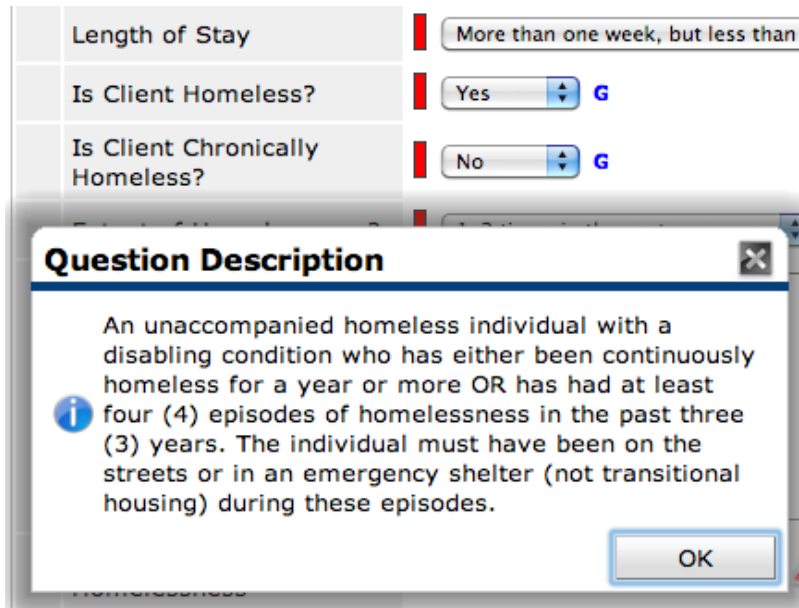 Length of Stay
More than one week, but less than
Is Client Homeless?
Yes
G
Is Client Chronically
Homeless?
No
G
Question Description
An unaccompanied homeless individual with a
disabling condition who has either been continuously
homeless for a year or more OR has had at least
four (4) episodes of homelessness in the past three
(3) years. The individual must have been on the
streets or in an emergency shelter (not transitional
housing) during these episodes.
OK
Homelessness